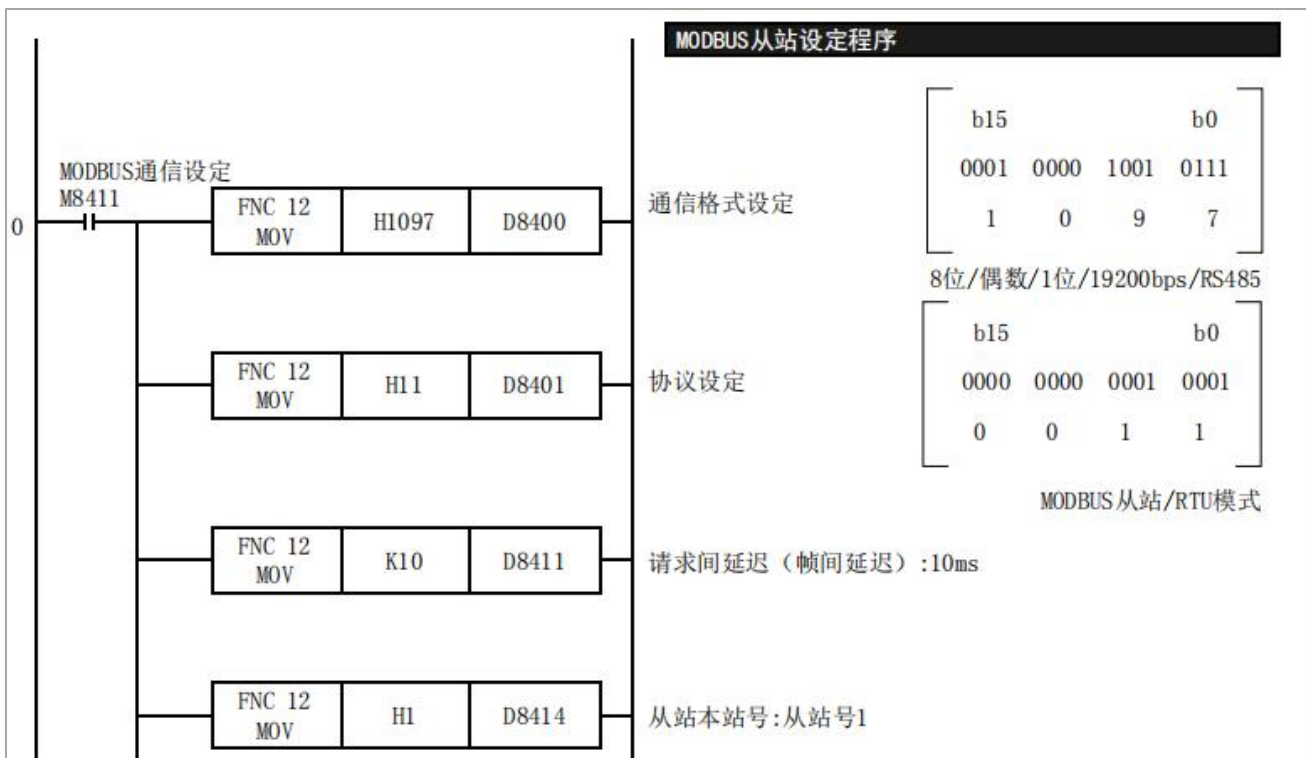 MODBUS从站设定程序
b15 b0
0001 0000 1001 0111
1 0 9 7
8位/偶数/1位/19200bps/RS485
MODBUS通信设定
M8411
0
FNC 12
MOV
H1097
D8400
通信格式设定
b15 b0
0000 0000 0001 0001
0 0 1 1
MODBUS从站/RTU模式
FNC 12
MOV
H11
D8401
协议设定
FNC 12
MOV
K10
D8411
请求间延迟（帧间延迟）:10ms
FNC 12
MOV
H1
D8414
从站本站号:从站号1